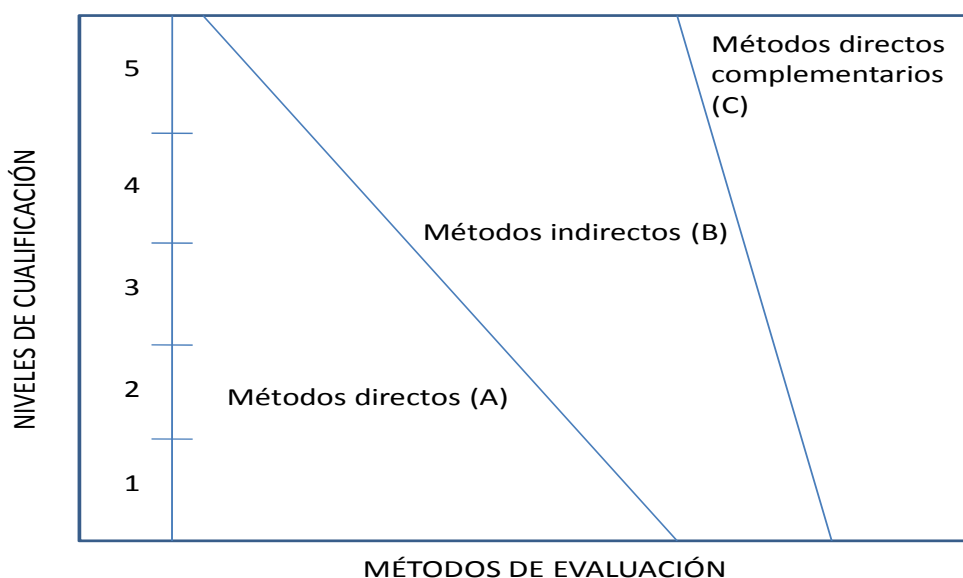 NIVELES DE CUALIFICACIÓN
5
4
3
2
1
Métodos directos
complementarios
(C)
Métodos indirectos (B)
Métodos directos (A)
MÉTODOS DE EVALUACIÓN